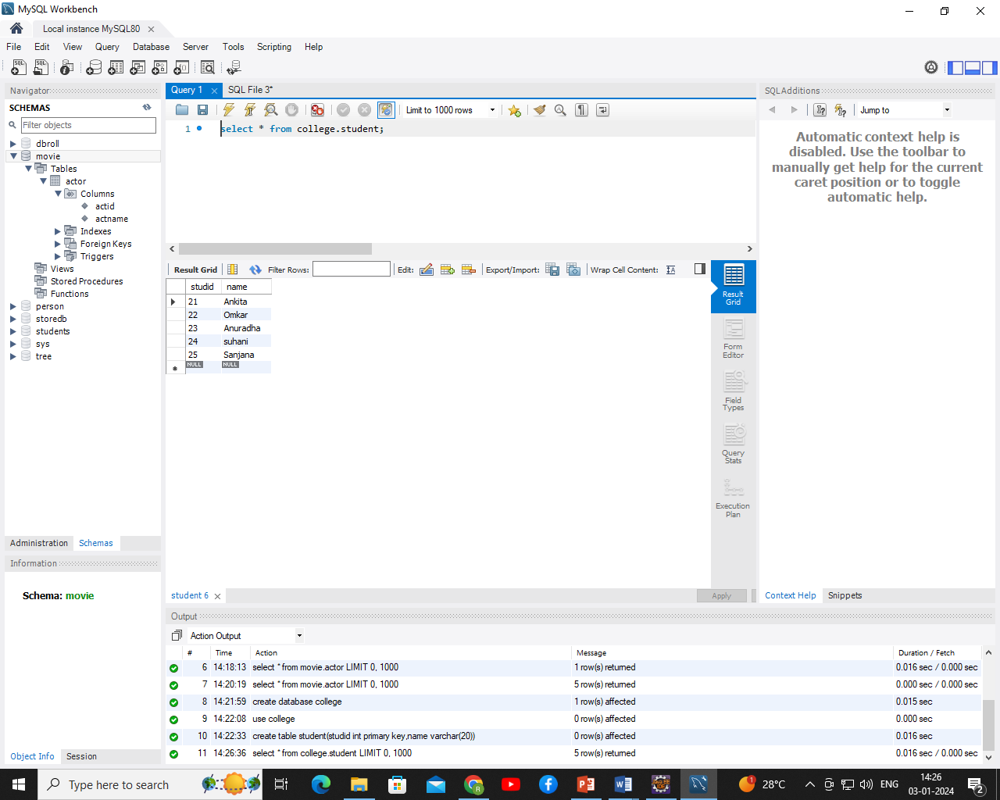 MySQL Workbench
Local instance MySQL80
File Edit View Query Database Server Tools Scripting Help
Navigator
SCHEMAS
Filter objects
dbroll
movie
Tables
actor
Columns
actid
actname
Indexes
Foreign Keys
Triggers
Views
Stored Procedures
Functions
person
storedb
students
sys
tree
Administration Schemas
Information
Schema: movie
Object Info Session
Query 1 SQL File 3*
Limit to 1000 rows
1 select * from college.student;
Result Grid Filter Rows: Edit: Export/Import: Wrap Cell Content:
studid name
21 Ankita
22 Omkar
23 Anuradha
24 suhani
25 Sanjana
NULL NULL
Result Grid
Form Editor
Field Types
Query Stats
Execution Plan
student 6 Apply
SQLAdditions
Jump to
Automatic context help is
disabled. Use the toolbar to
manually get help for the current
caret position or to toggle
automatic help.
Context Help Snippets
Output
Action Output
# Time Action Message Duration / Fetch
6 14:18:13 select * from movie.actor LIMIT 0, 1000 1 row(s) returned 0.016 sec / 0.000 sec
7 14:20:19 select * from movie.actor LIMIT 0, 1000 5 row(s) returned 0.000 sec / 0.000 sec
8 14:21:59 create database college 1 row(s) affected 0.015 sec
9 14:22:08 use college 0 row(s) affected 0.000 sec
10 14:22:33 create table student(studid int primary key,name varchar(20)) 0 row(s) affected 0.016 sec
11 14:26:36 select * from college.student LIMIT 0, 1000 5 row(s) returned 0.016 sec / 0.000 sec
Type here to search
28°C
ENG
14:26
03-01-2024